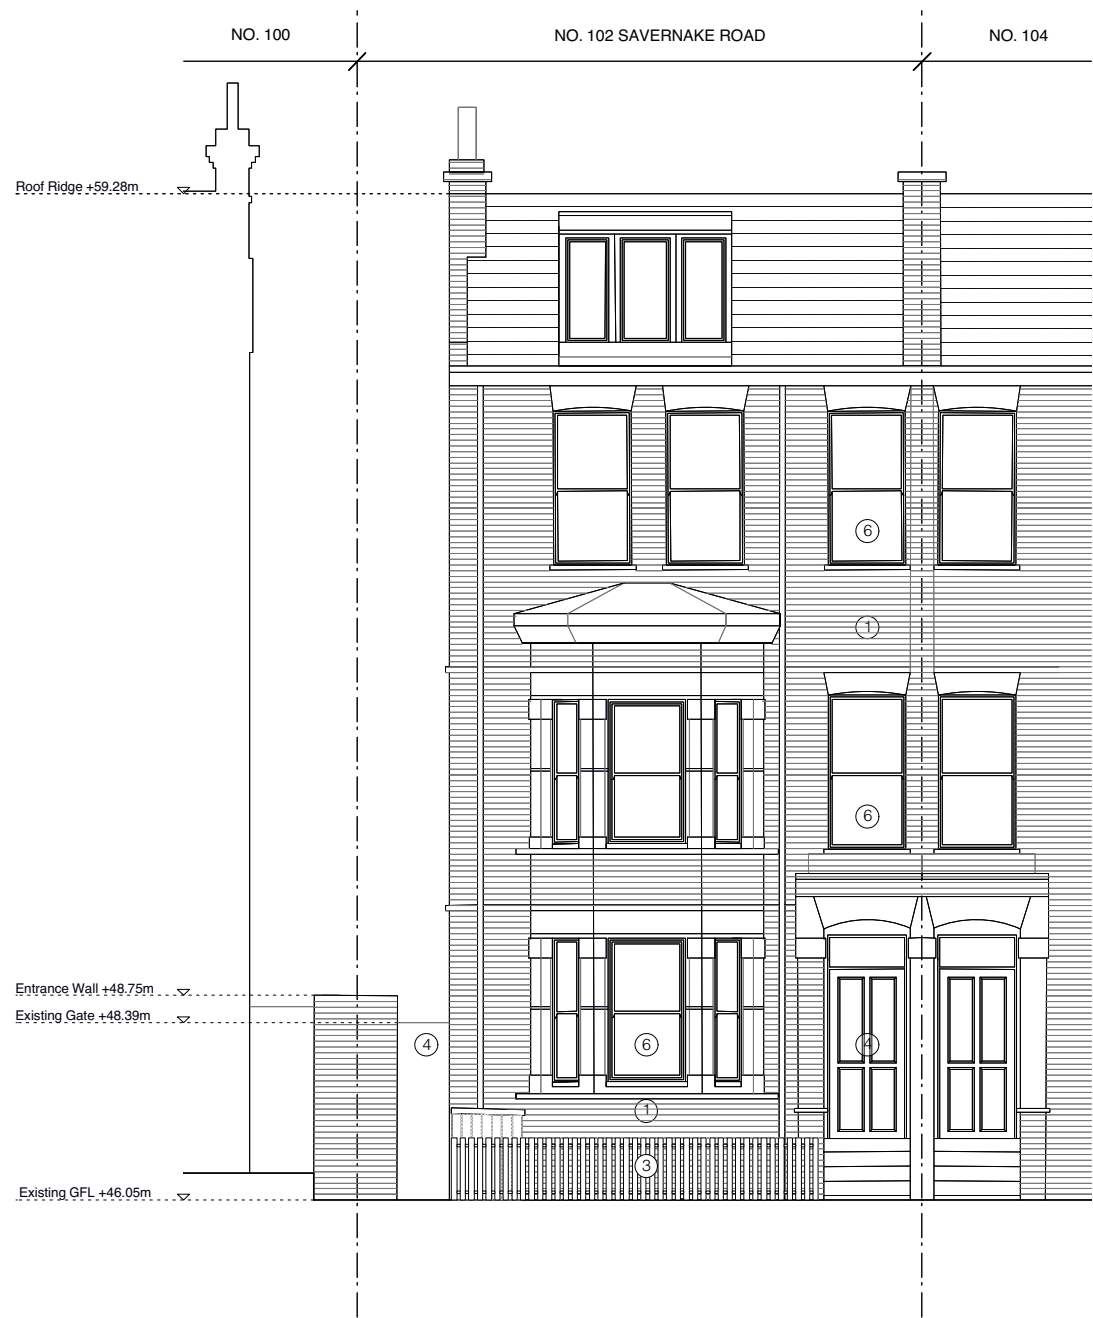 NO. 100 NO. 102 SAVERNAKE ROAD NO. 104
Roof Ridge +59.28m
6
1
6
Entrance Wall +48.75m
Existing Gate +48.39m
4 6 4
1
3
Existing GFL +46.05m